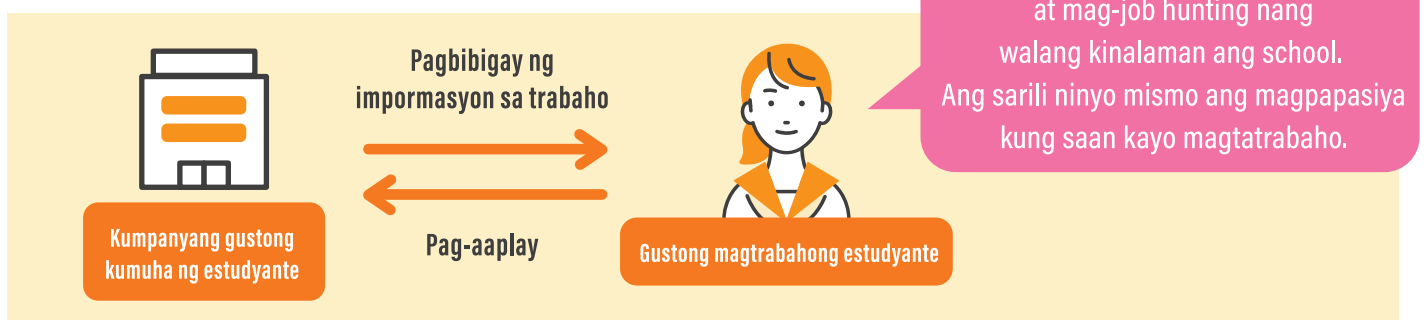 at mag-job hunting nang
walang kinalaman ang school.
Ang sarili ninyo mismo ang magpapasiya
kung saan kayo magtatrabaho.
Pagbibigay ng
impormasyon sa trabaho
Pag-aaplay
Kumpanyang gustong
kumuha ng estudyante
Gustong magtrabahong estudyante